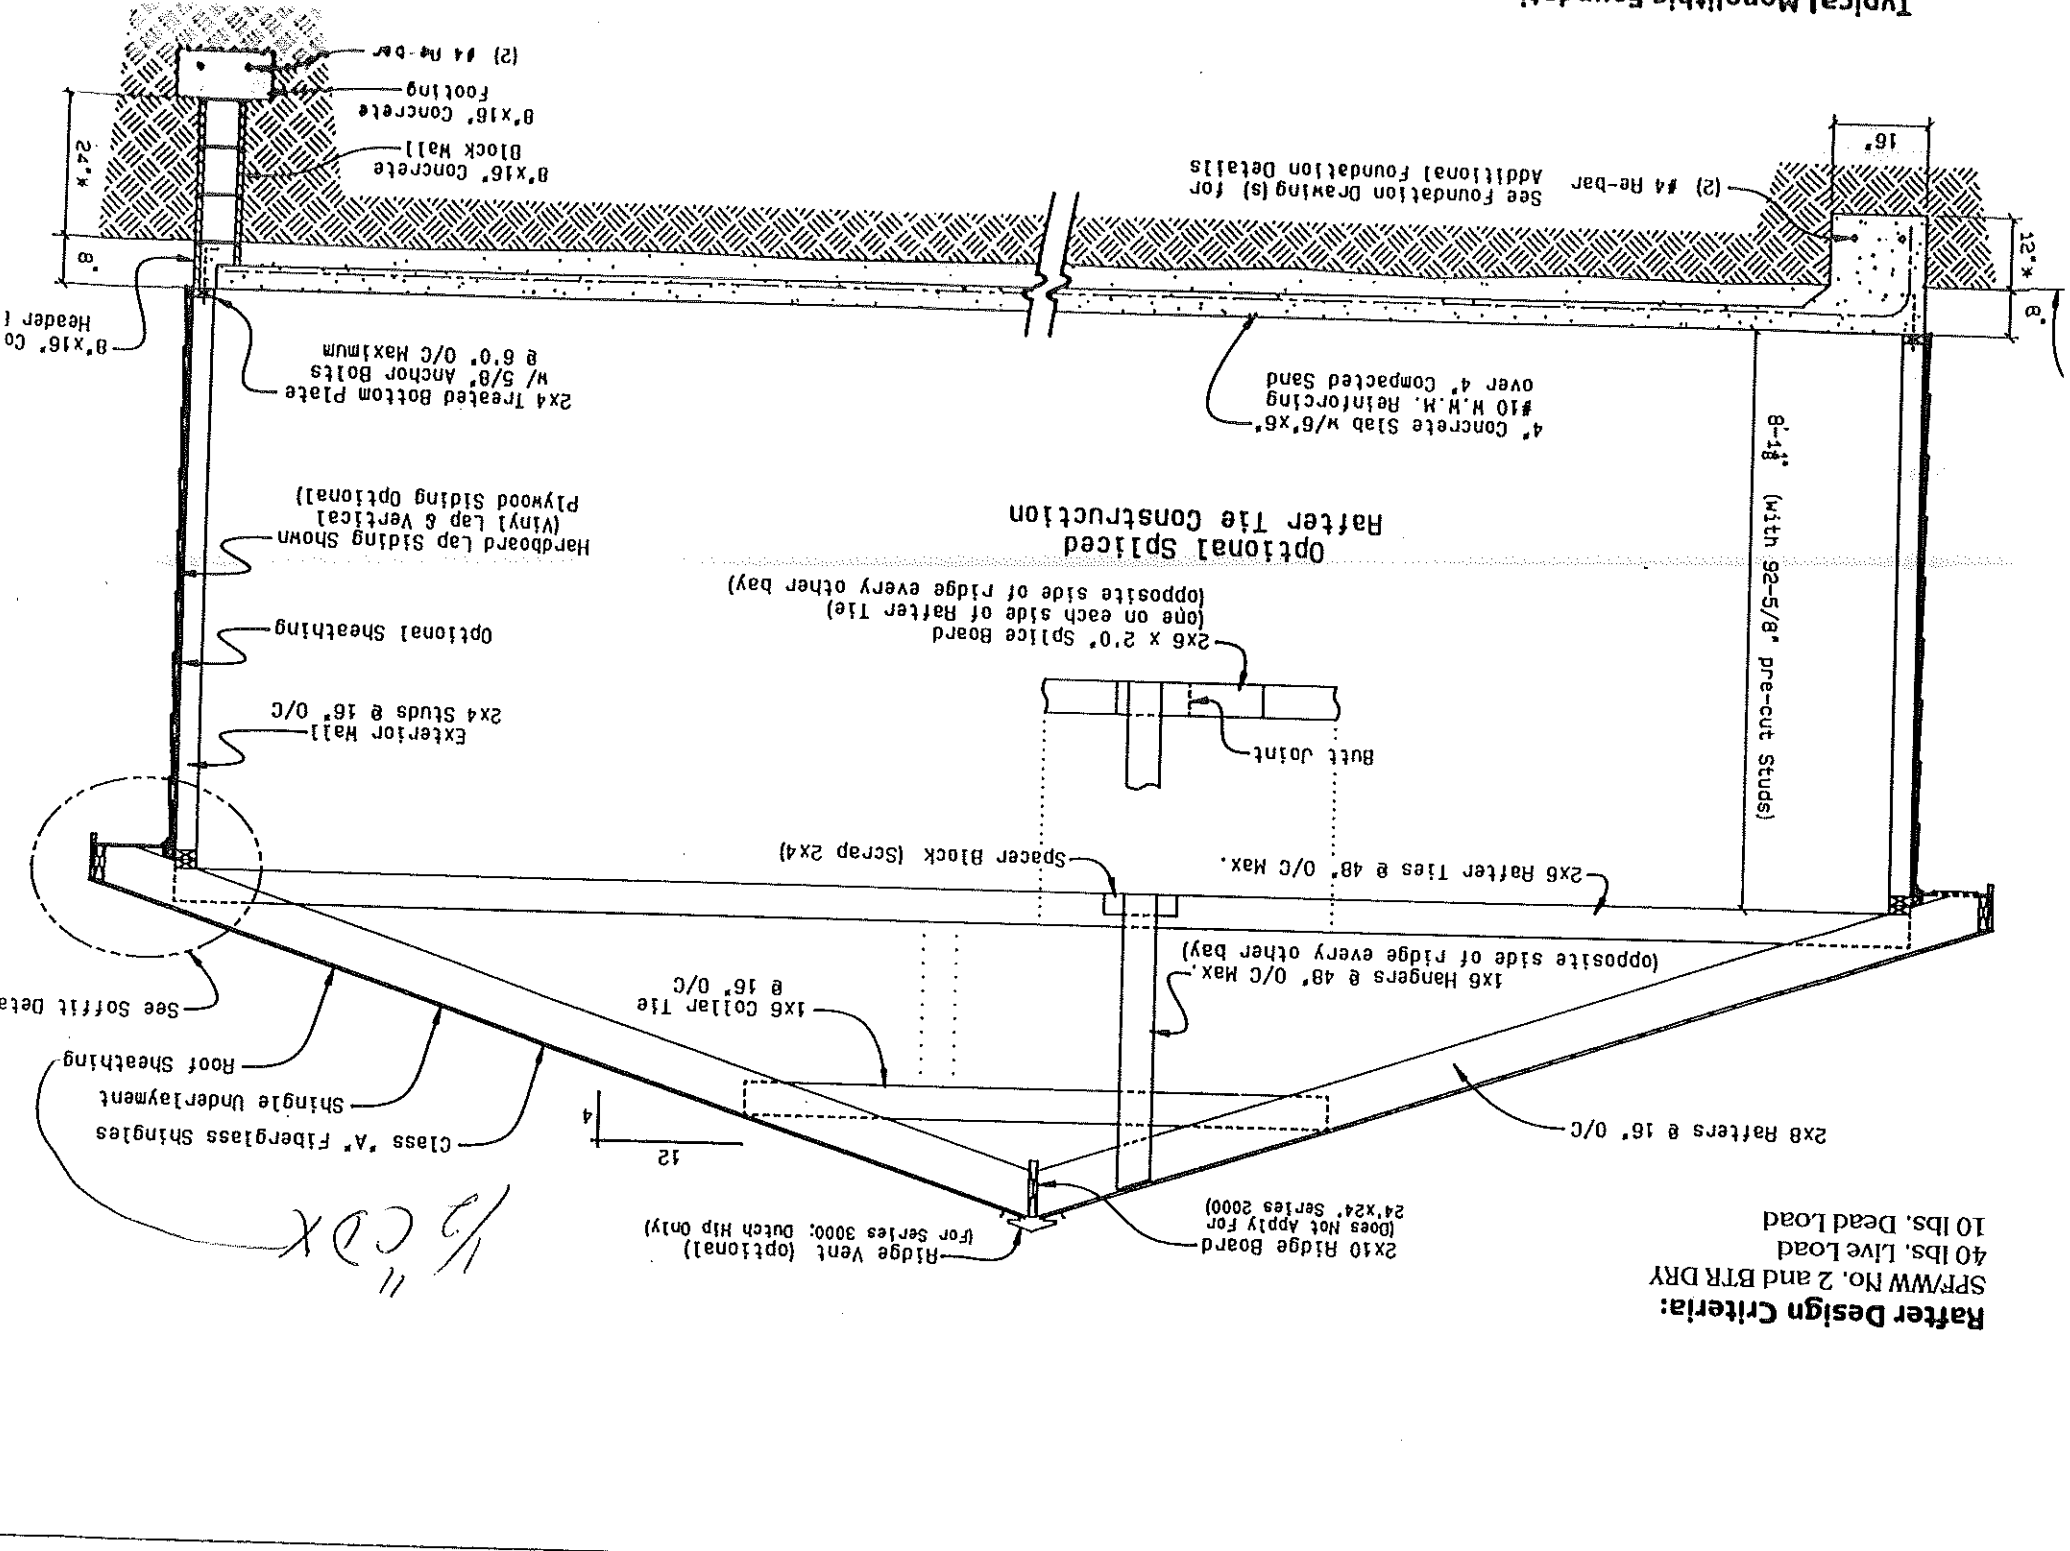 Rafter Design Criteria:
SPF/WW No. 2 and BTR DRY
40 lbs. Live Load
10 lbs. Dead Load
2x10 Ridge Board
(Does Not Apply For
24'x24' Series 2000)
Ridge Vent (optional)
(For Series 3000: Dutch Hip Only)
1/2" CDX
12
4
2x8 Rafters @ 16" O/C
Class "A" Fiberglass Shingles
Shingle Underlayment
Roof Sheathing
See Soffit Deta
1x6 Collar Tie
@ 16" O/C
1x6 Hangers @ 48" O/C Max.
(opposite side of ridge every other bay)
2x6 Rafter Ties @ 48" O/C Max.
Spacer Block (Scrap 2x4)
Butt Joint
2x6 x 2'0" Splice Board
(one on each side of Rafter Tie)
(opposite side of ridge every other bay)
Optional Spliced
Rafter Tie Construction
Exterior Wall
2x4 Studs @ 16" O/C
Optional Sheathing
Hardboard Lap Siding Shown
(Vinyl Lap & Vertical
Plywood Siding Optional)
8'-1 1/8" (with 92-5/8" pre-cut Studs)
4" Concrete Slab w/6"x6"
#10 W.W.M. Reinforcing
over 4" Compacted Sand
2x4 Treated Bottom Plate
w/ 5/8" Anchor Bolts
@ 6'0" O/C Maximum
8"x16" Co
Header
8"
12"*
16"
(2) #4 Re-bar
See Foundation Drawing(s) for
Additional Foundation Details
8"
24"*
8"x16" Concrete
Block Wall
8"x16" Concrete
Footing
(2) #4 Re-bar
Typical Monolithic Foundati